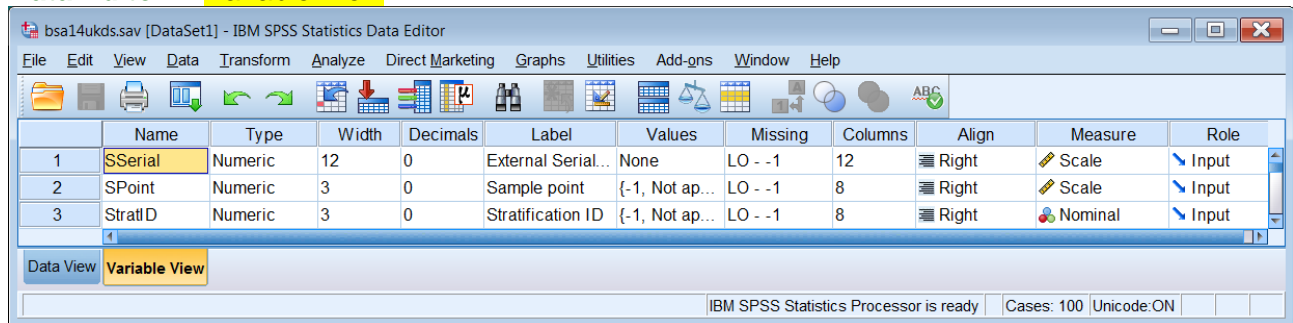 bsa14ukds.sav [DataSet1] - IBM SPSS Statistics Data Editor
File Edit View Data Transform Analyze Direct Marketing Graphs Utilities Add-ons Window Help
Name Type Width Decimals Label Values Missing Columns Align Measure Role
1 SSerial Numeric 12 0 External Serial... None LO - -1 12 Right Scale Input
2 SPoint Numeric 3 0 Sample point {-1, Not ap... LO - -1 8 Right Scale Input
3 StratID Numeric 3 0 Stratification ID {-1, Not ap... LO - -1 8 Right Nominal Input
Data View Variable View
IBM SPSS Statistics Processor is ready Cases: 100 Unicode:ON